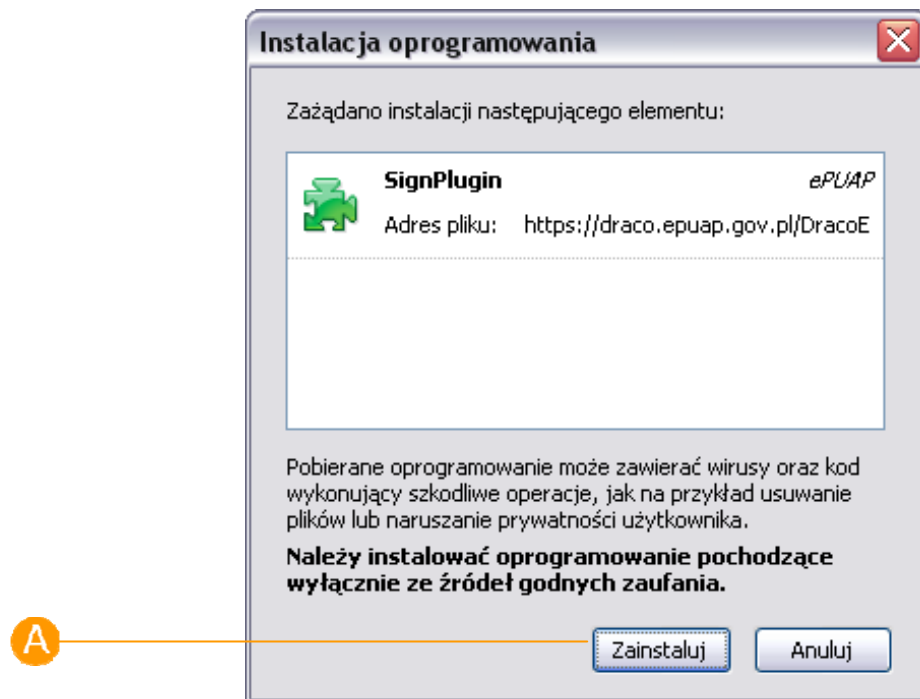 Instalacja oprogramowania
Zażądano instalacji następującego elementu:
SignPlugin ePUAP
Adres pliku: https://draco.epuap.gov.pl/DracoE
Pobierane oprogramowanie może zawierać wirusy oraz kod
wykonujący szkodliwe operacje, jak na przykład usuwanie
plików lub naruszanie prywatności użytkownika.
Należy instalować oprogramowanie pochodzące
wyłącznie ze źródeł godnych zaufania.
A Zainstaluj Anuluj